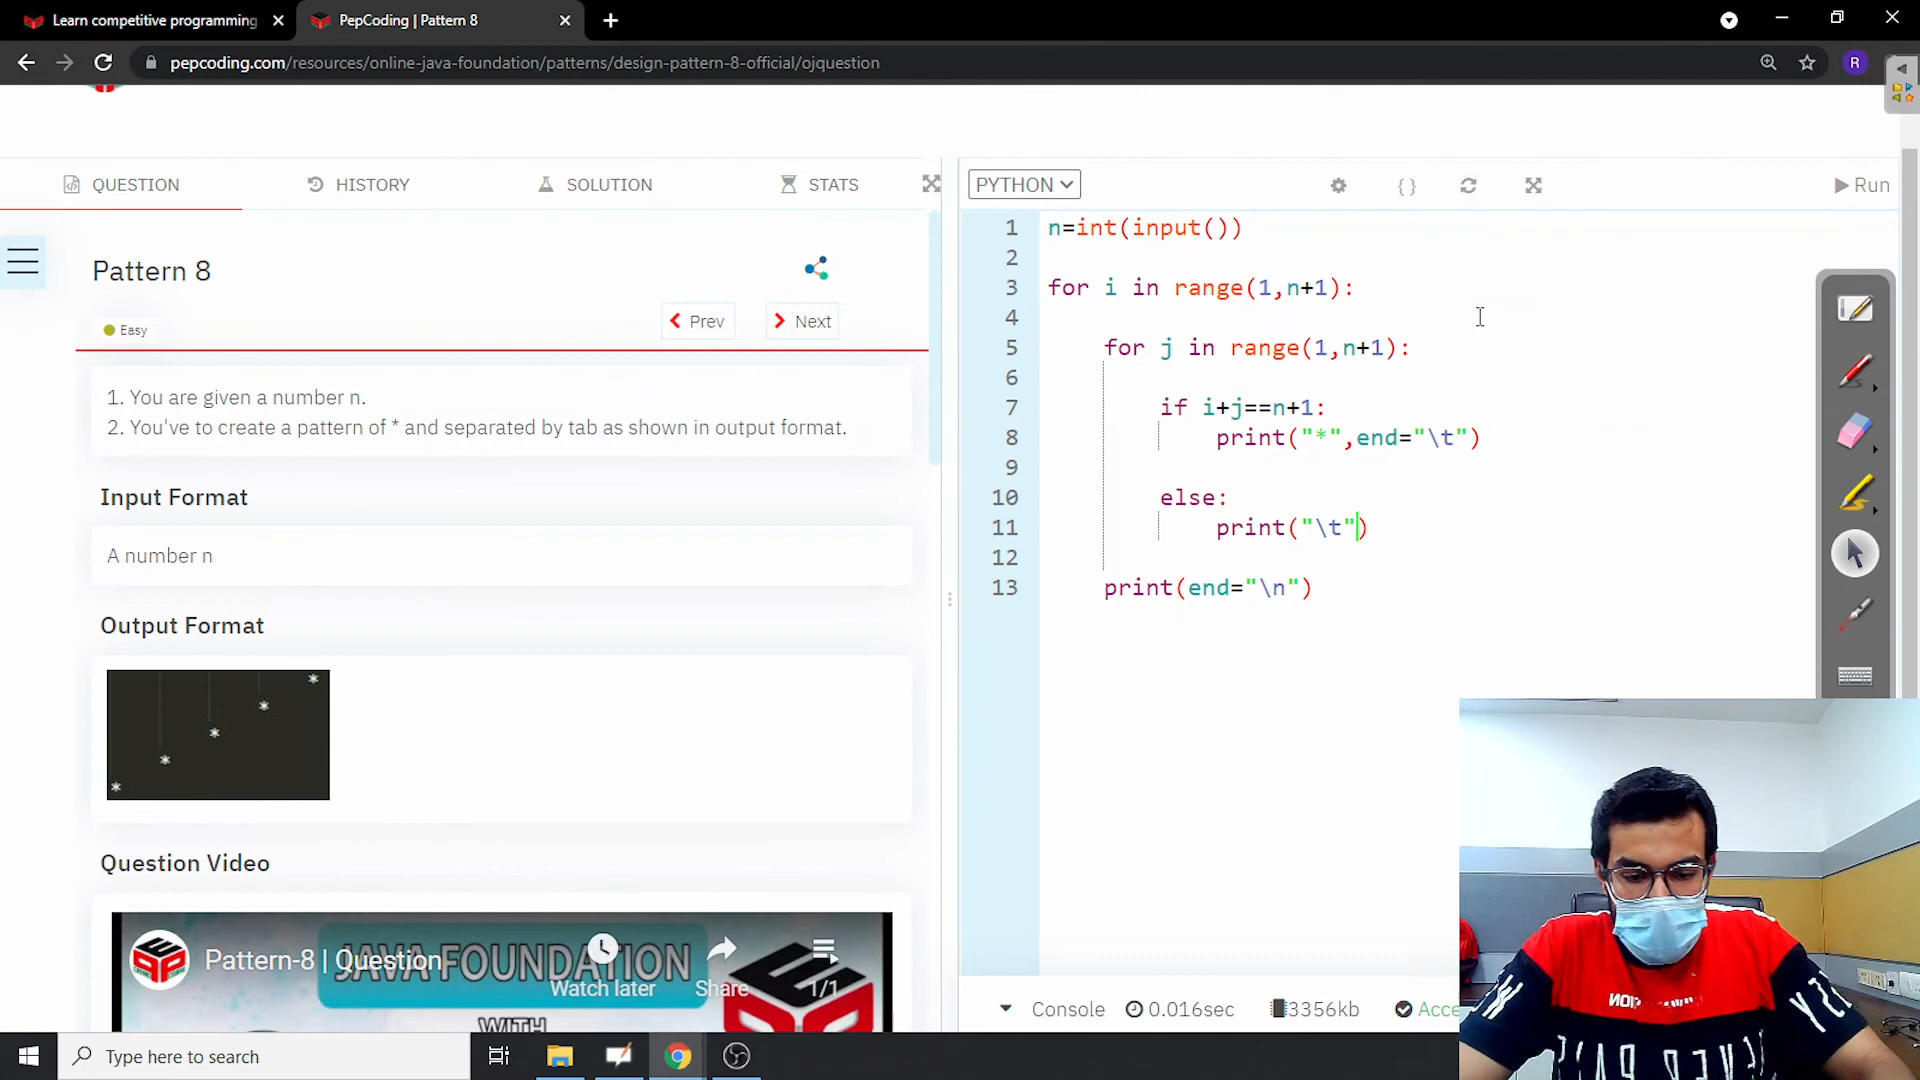 Learn competitive programming
PepCoding | Pattern 8
pepcoding.com/resources/online-java-foundation/patterns/design-pattern-8-official/ojquestion
R
QUESTION
HISTORY
SOLUTION
STATS
PYTHON
Run
Pattern 8
Easy
Prev
Next
1. You are given a number n.
2. You've to create a pattern of * and separated by tab as shown in output format.
Input Format
A number n
Output Format
*
*
*
*
*
Question Video
Pattern-8 | Question
JAVA FOUNDATION
WITH
Watch later
Share
1/1
1 n=int(input())
2
3 for i in range(1,n+1):
4
5 for j in range(1,n+1):
6
7 if i+j==n+1:
8 print("*",end="\t")
9
10 else:
11 print("\t")
12
13 print(end="\n")
Console
0.016sec
3356kb
Acce
Type here to search